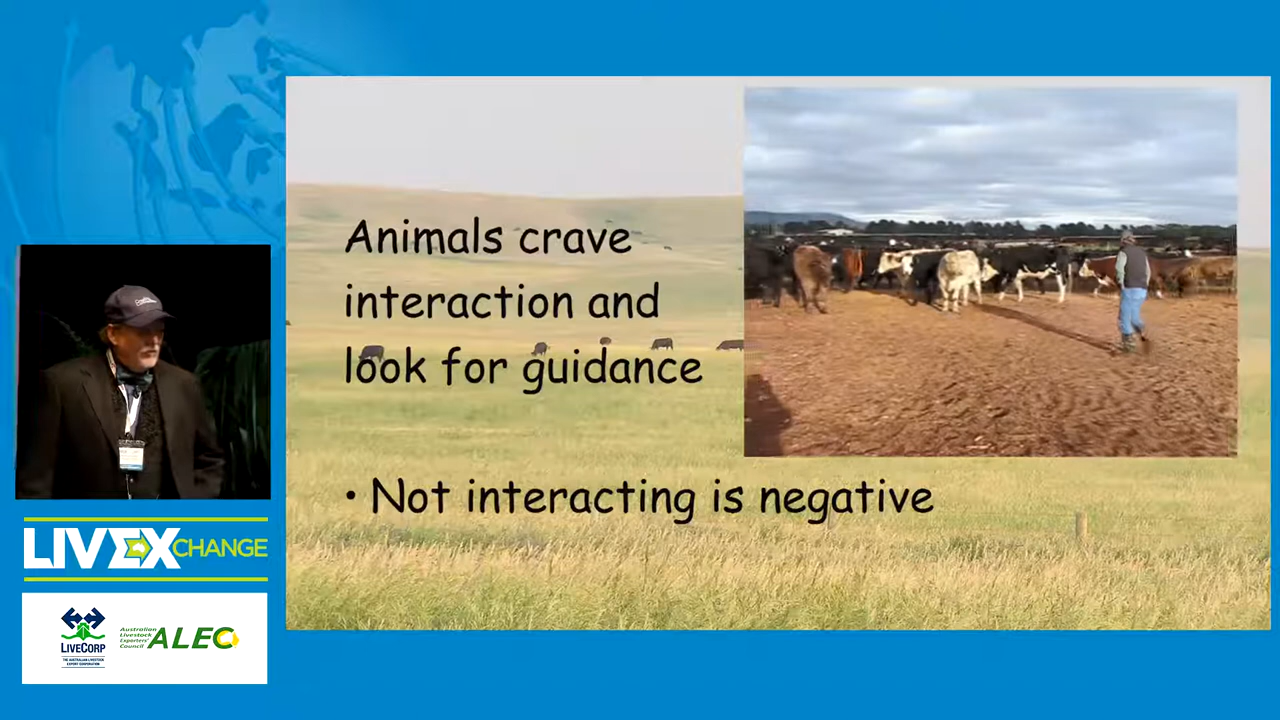 Animals crave
interaction and
look for guidance
• Not interacting is negative
LIVEXCHANGE
LIVECORP
THE AUSTRALIAN LIVESTOCK
EXPORT CORPORATION
Australian
Livestock
Exporters'
Council
ALEC